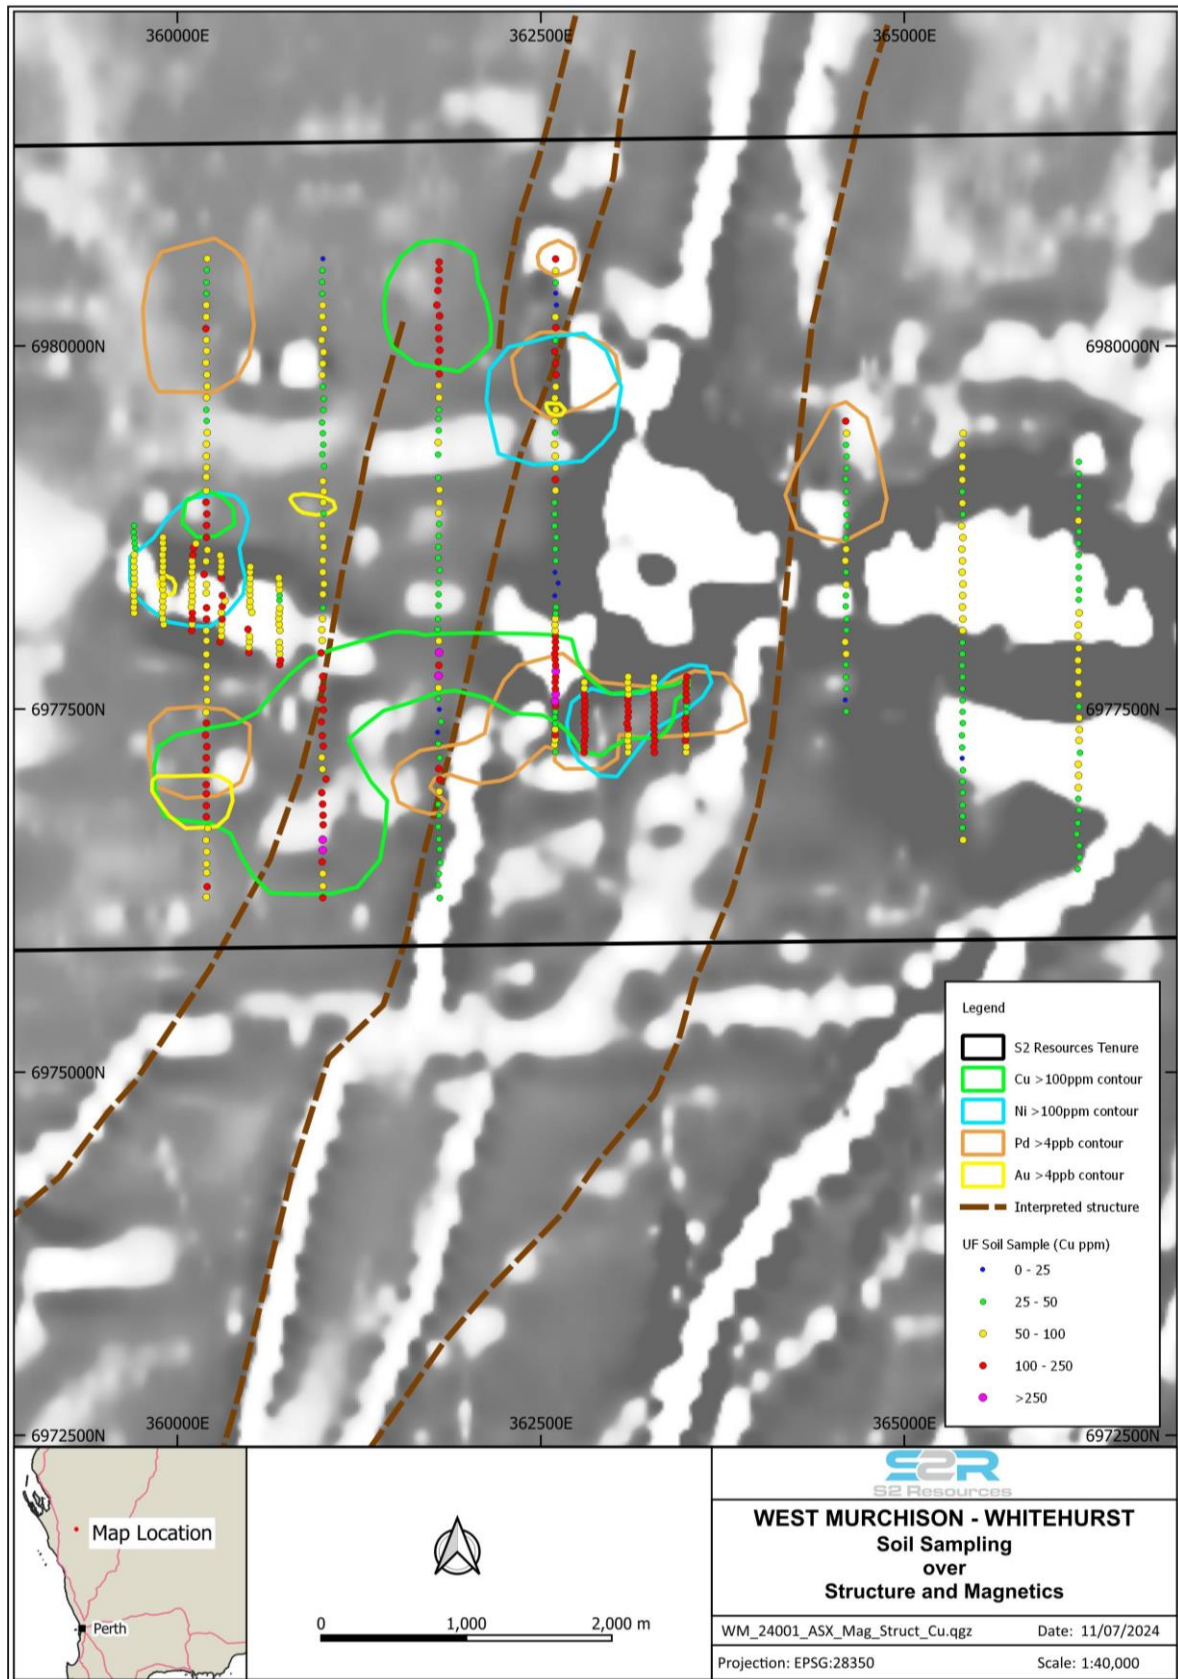 360000E
362500E
365000E
6980000N
6980000N
6977500N
6977500N
6975000N
Legend
S2 Resources Tenure
Cu >100ppm contour
Ni >100ppm contour
Pd >4ppb contour
Au >4ppb contour
Interpreted structure
UF Soil Sample (Cu ppm)
0 - 25
25 - 50
50 - 100
100 - 250
>250
360000E
362500E
365000E
6972500N
6972500N
Map Location
Perth
0
1,000
2,000 m
S2R
S2 Resources
WEST MURCHISON - WHITEHURST
Soil Sampling
over
Structure and Magnetics
WM_24001_ASX_Mag_Struct_Cu.qgz
Date: 11/07/2024
Projection: EPSG:28350
Scale: 1:40,000